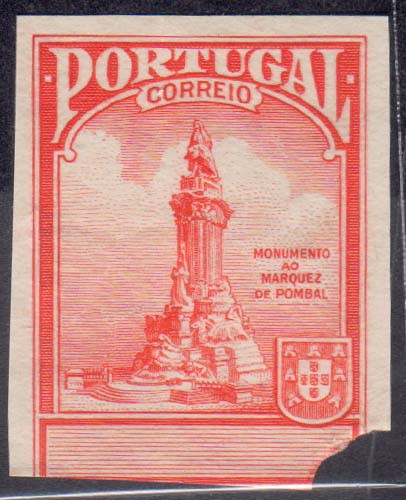 PORTUGAL
CORREIO
MONUMENTO
AO
MARQUEZ
DE POMBAL